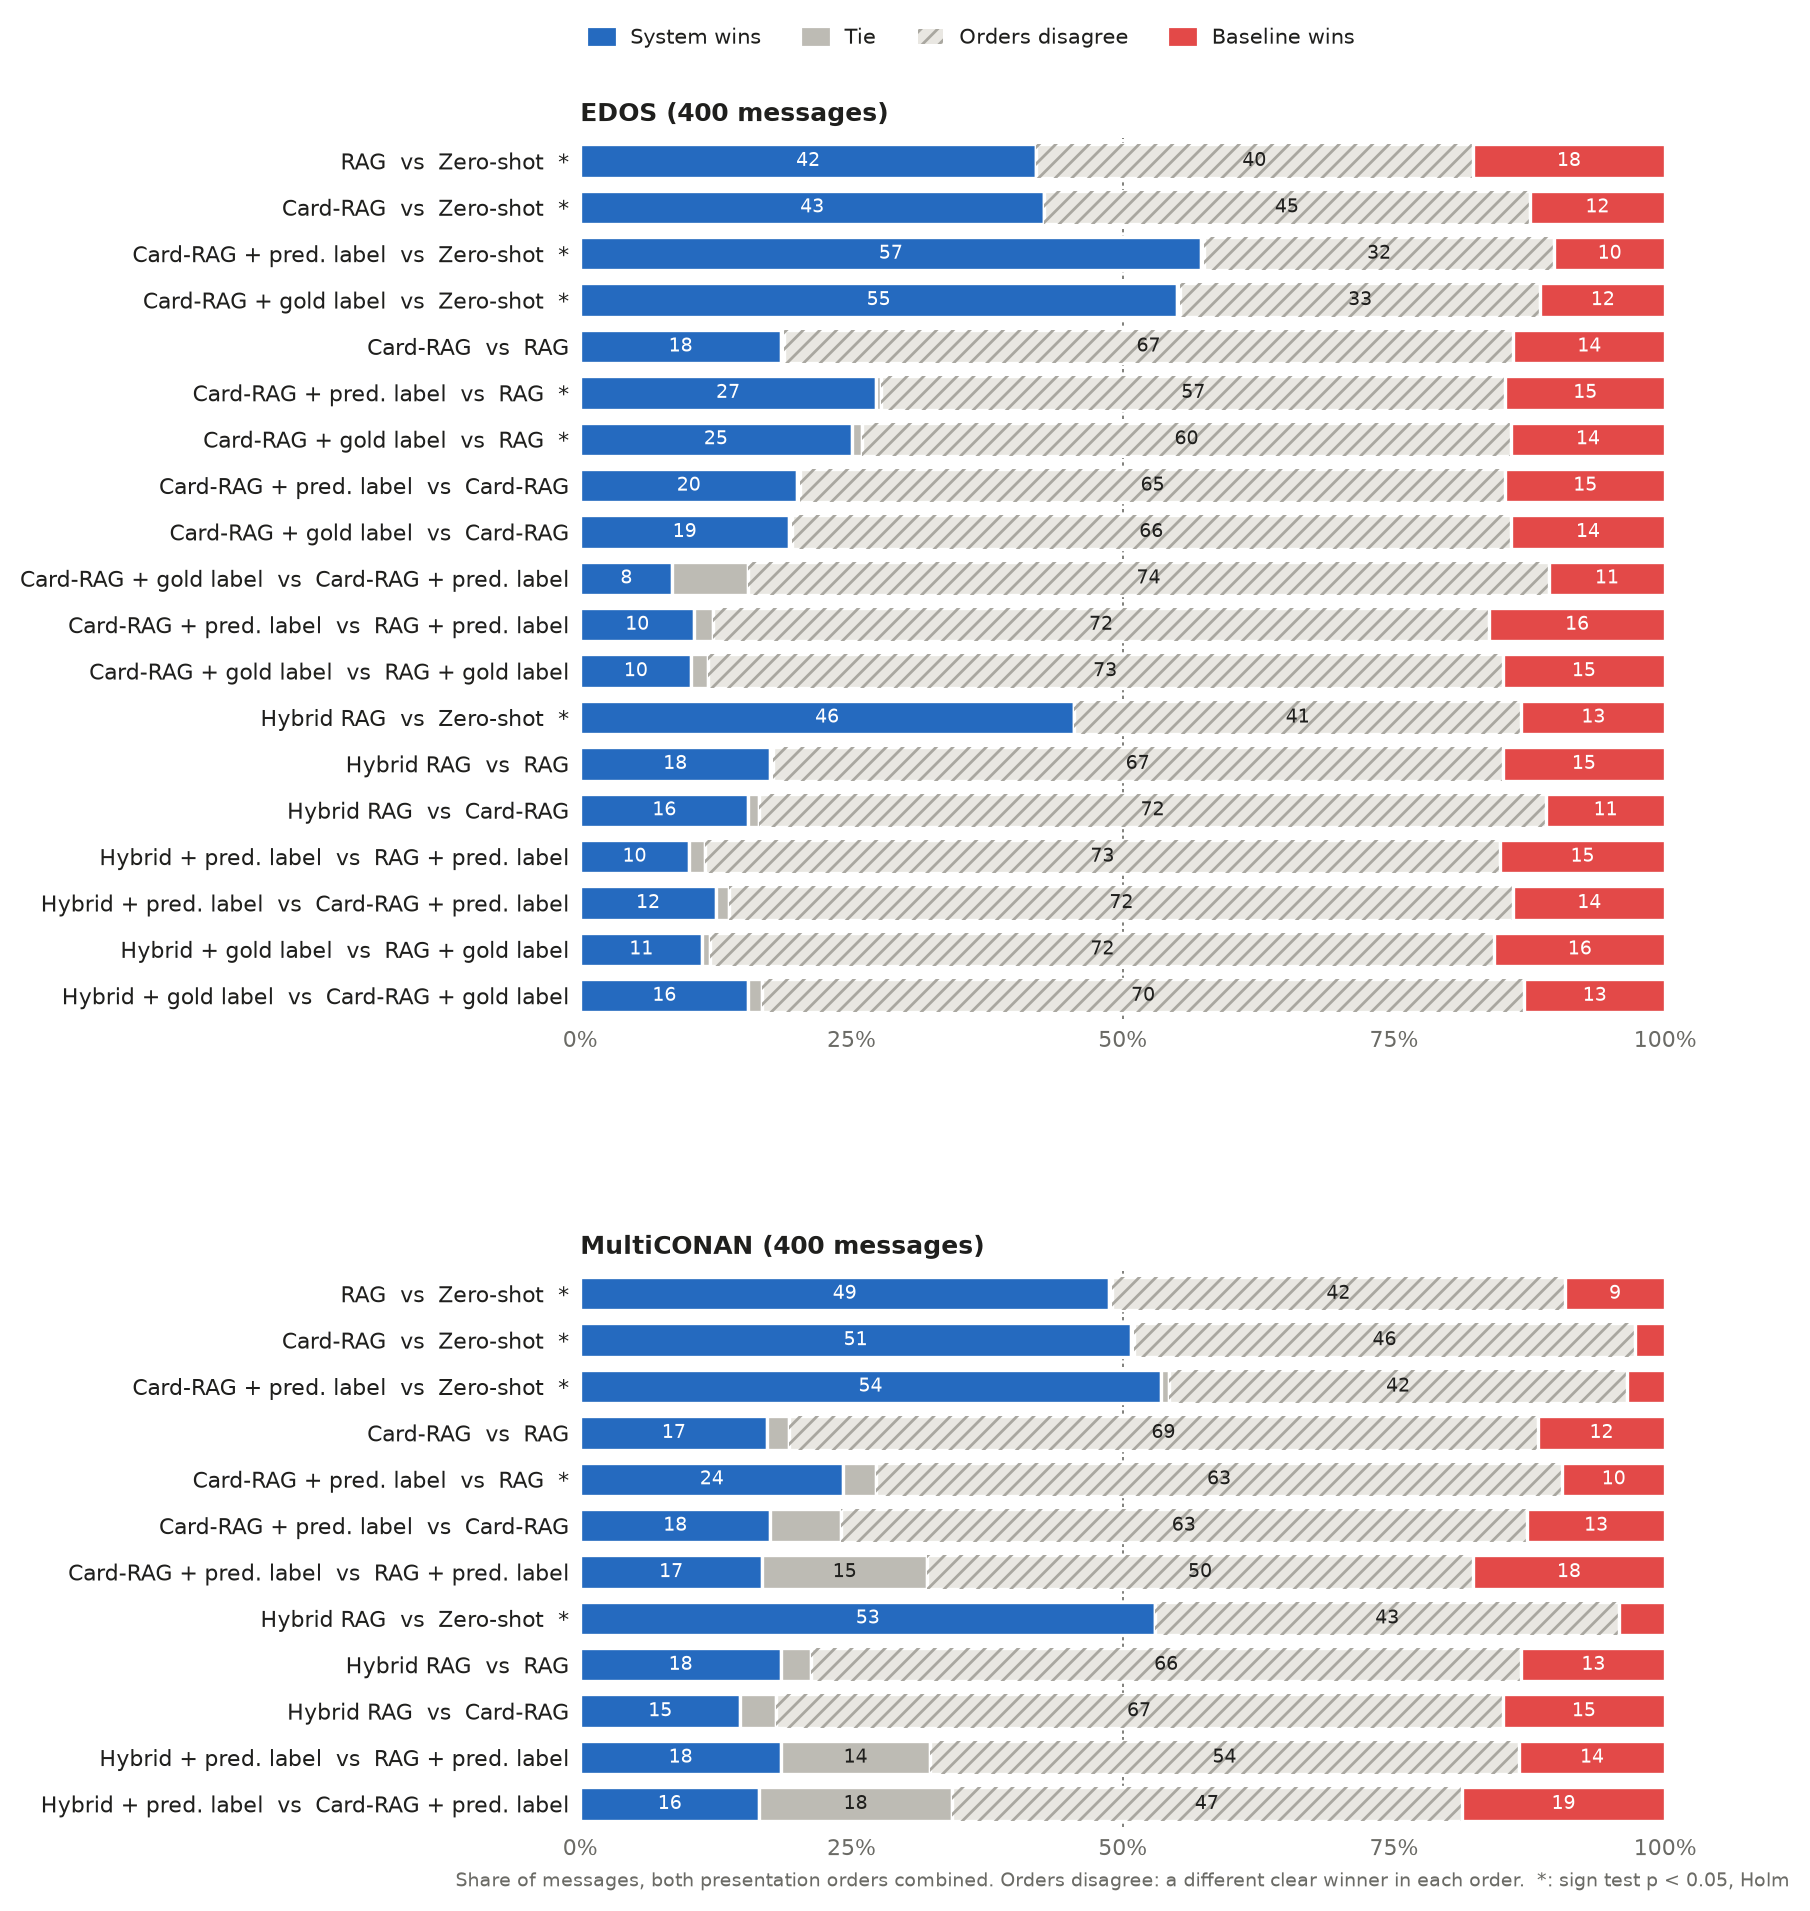 System wins  Tie  Orders disagree  Baseline wins
EDOS (400 messages)
RAG vs Zero-shot * 42 40 18
Card-RAG vs Zero-shot * 43 45 12
Card-RAG + pred. label vs Zero-shot * 57 32 10
Card-RAG + gold label vs Zero-shot * 55 33 12
Card-RAG vs RAG 18 67 14
Card-RAG + pred. label vs RAG * 27 57 15
Card-RAG + gold label vs RAG * 25 60 14
Card-RAG + pred. label vs Card-RAG 20 65 15
Card-RAG + gold label vs Card-RAG 19 66 14
Card-RAG + gold label vs Card-RAG + pred. label 8 74 11
Card-RAG + pred. label vs RAG + pred. label 10 72 16
Card-RAG + gold label vs RAG + gold label 10 73 15
Hybrid RAG vs Zero-shot * 46 41 13
Hybrid RAG vs RAG 18 67 15
Hybrid RAG vs Card-RAG 16 72 11
Hybrid + pred. label vs RAG + pred. label 10 73 15
Hybrid + pred. label vs Card-RAG + pred. label 12 72 14
Hybrid + gold label vs RAG + gold label 11 72 16
Hybrid + gold label vs Card-RAG + gold label 16 70 13
0% 25% 50% 75% 100%
MultiCONAN (400 messages)
RAG vs Zero-shot * 49 42 9
Card-RAG vs Zero-shot * 51 46
Card-RAG + pred. label vs Zero-shot * 54 42
Card-RAG vs RAG 17 69 12
Card-RAG + pred. label vs RAG * 24 63 10
Card-RAG + pred. label vs Card-RAG 18 63 13
Card-RAG + pred. label vs RAG + pred. label 17 15 50 18
Hybrid RAG vs Zero-shot * 53 43
Hybrid RAG vs RAG 18 66 13
Hybrid RAG vs Card-RAG 15 67 15
Hybrid + pred. label vs RAG + pred. label 18 14 54 14
Hybrid + pred. label vs Card-RAG + pred. label 16 18 47 19
0% 25% 50% 75% 100%
Share of messages, both presentation orders combined. Orders disagree: a different clear winner in each order. *: sign test p < 0.05, Holm